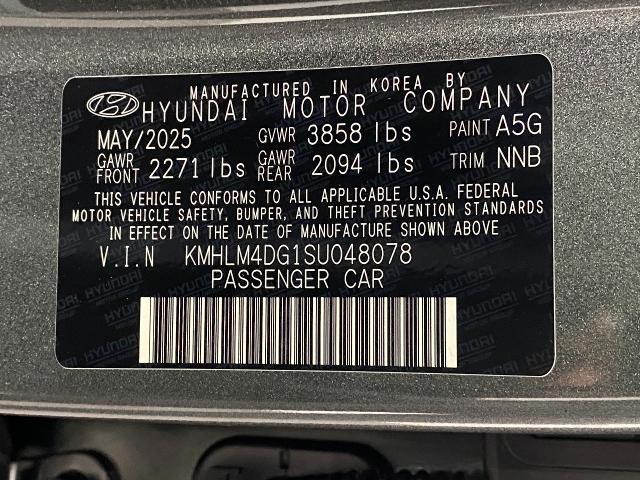 MANUFACTURED IN KOREA BY
HYUNDAI MOTOR COMPANY
MAY/2025 GVWR 3858 lbs PAINT A5G
GAWR FRONT 2271 lbs GAWR REAR 2094 lbs TRIM NNB
THIS VEHICLE CONFORMS TO ALL APPLICABLE U.S.A. FEDERAL
MOTOR VEHICLE SAFETY, BUMPER, AND THEFT PREVENTION STANDARDS
IN EFFECT ON THE DATE OF MANUFACTURE SHOWN ABOVE
V.I.N KMHLM4DG1SU048078
PASSENGER CAR